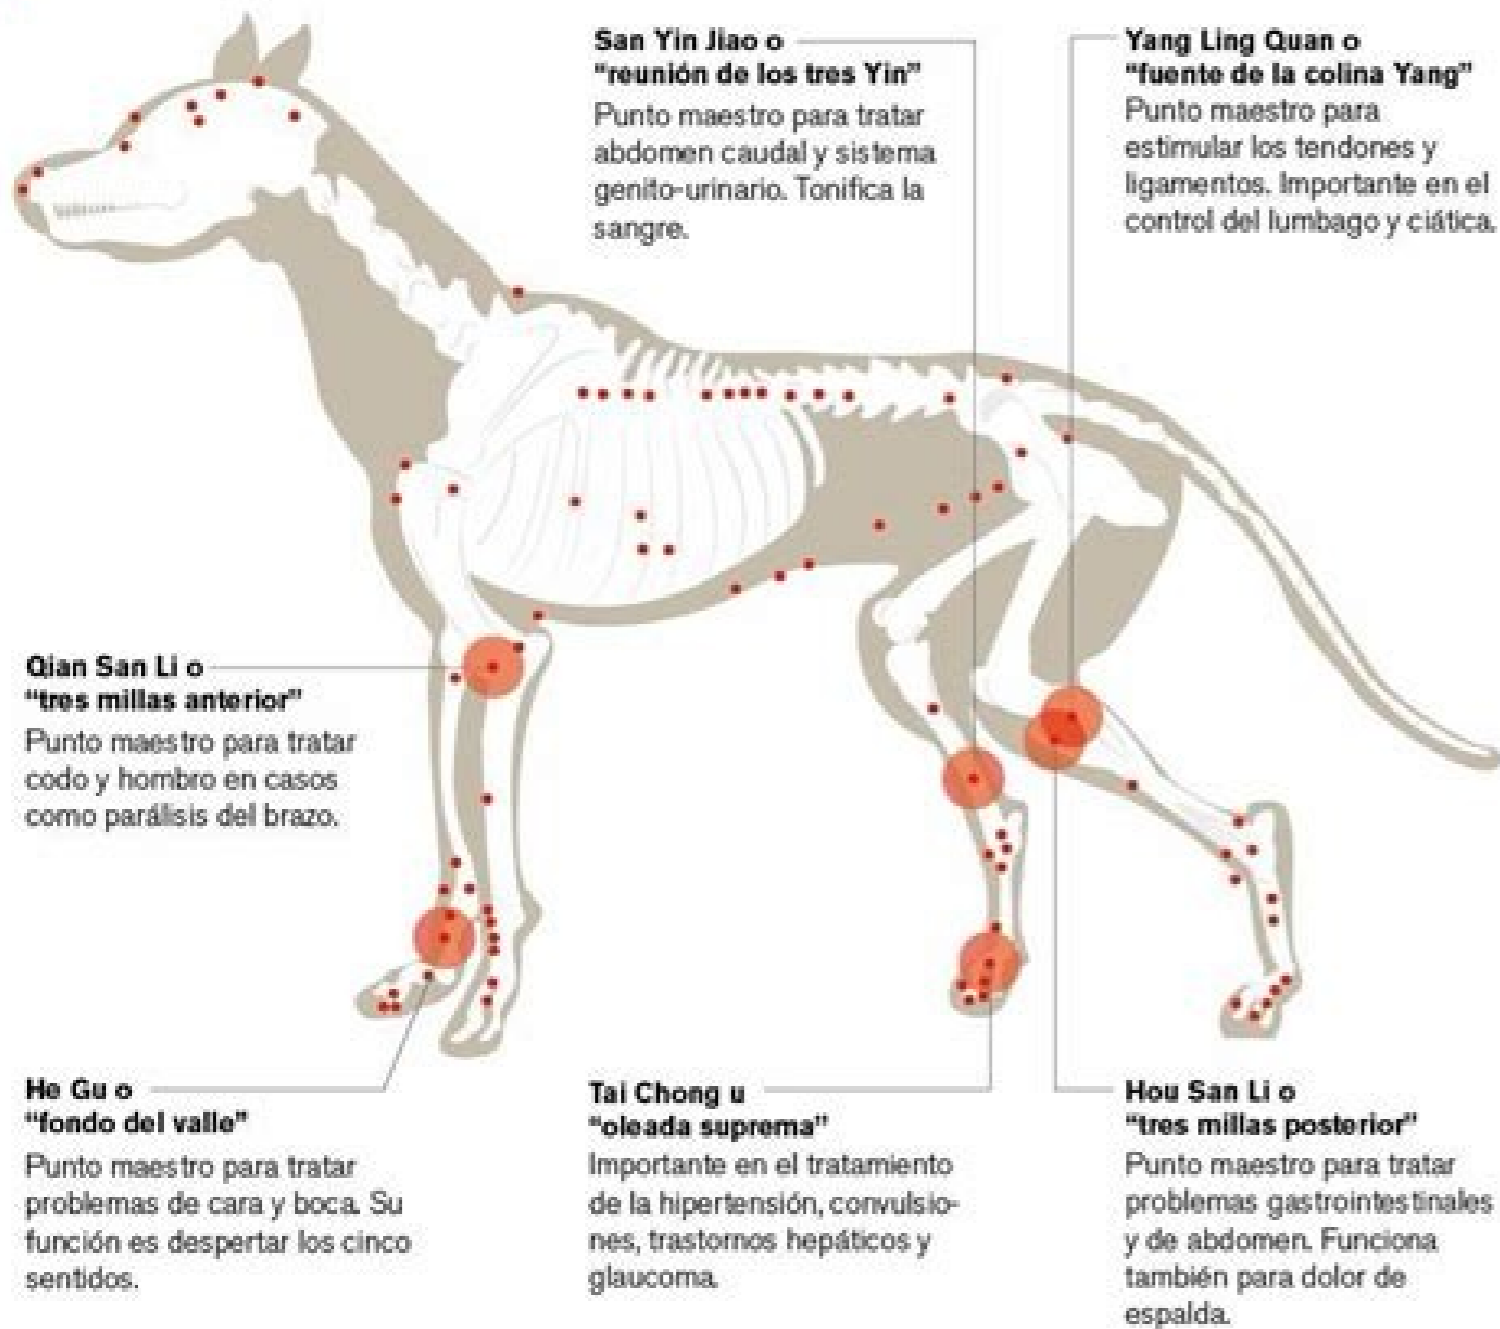 San Yin Jiao o
“reunión de los tres Yin”
Punto maestro para tratar
abdomen caudal y sistema
genito-urinario. Tonifica la
sangre.
Yang Ling Quan o
“fuente de la colina Yang”
Punto maestro para
estimular los tendones y
ligamentos. Importante en el
control del lumbago y ciática.
Qian San Li o
“tres millas anterior”
Punto maestro para tratar
codo y hombro en casos
como parálisis del brazo.
He Gu o
“fondo del valle”
Punto maestro para tratar
problemas de cara y boca. Su
función es despertar los cinco
sentidos.
Tai Chong u
“oleada suprema”
Importante en el tratamiento
de la hipertensión, convulsio-
nes, trastornos hepáticos y
glaucoma.
Hou San Li o
“tres millas posterior”
Punto maestro para tratar
problemas gastrointestinales
y de abdomen. Funciona
también para dolor de
espalda.